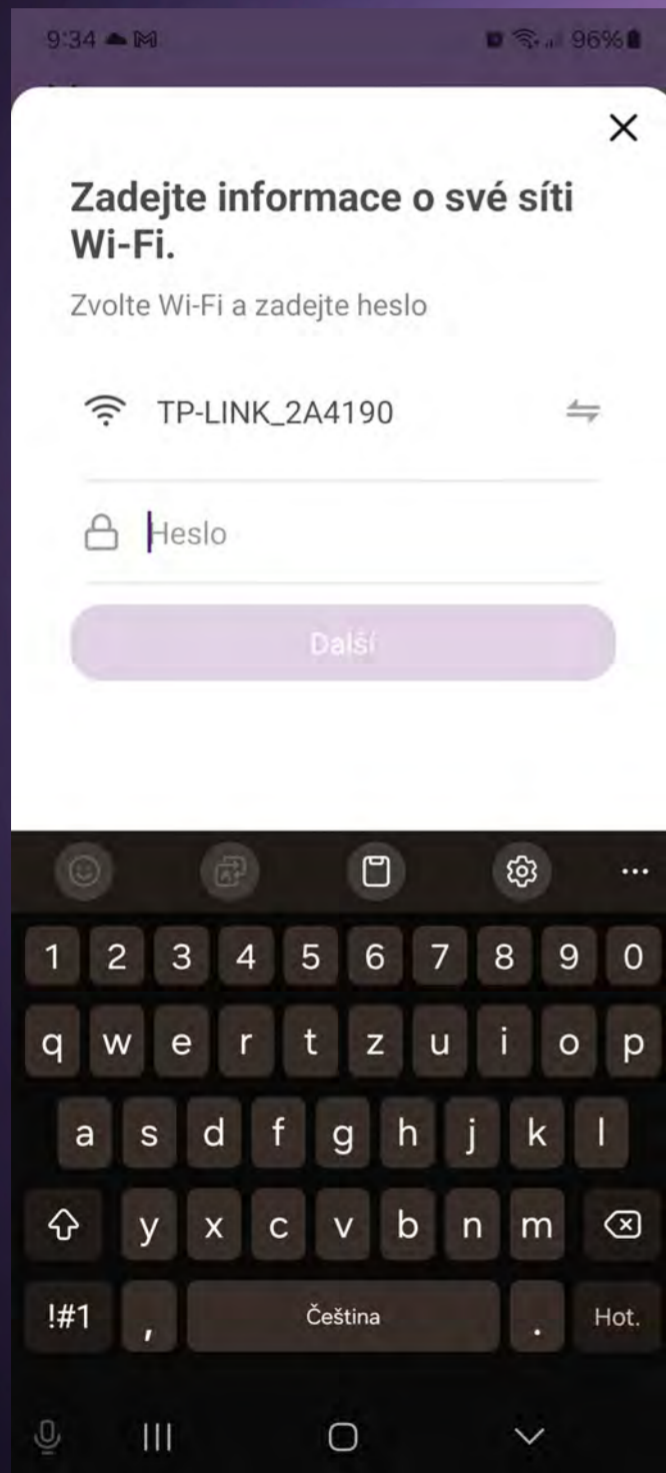 9:34 96%
Zadejte informace o své síti
Wi-Fi.
Zvolte Wi-Fi a zadejte heslo
TP-LINK_2A4190
Heslo
Další
1 2 3 4 5 6 7 8 9 0
q w e r t z u i o p
a s d f g h j k l
y x c v b n m
!#1 , Čeština . Hot.